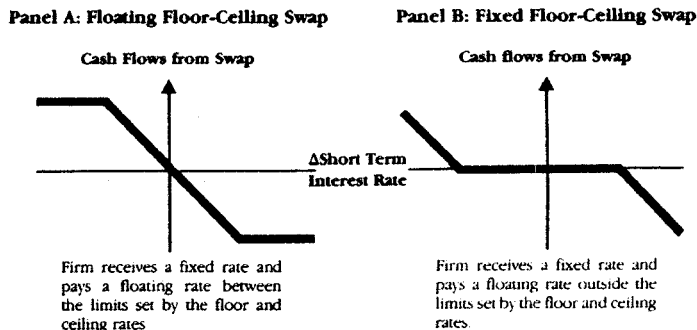 Panel A: Floating Floor-Ceiling Swap
Cash Flows from Swap
Firm receives a fixed rate and
pays a floating rate between
the limits set by the floor and
ceiling rates
ΔShort Term
Interest Rate
Panel B: Fixed Floor-Ceiling Swap
Cash flows from Swap
Firm receives a fixed rate and
pays a floating rate outside the
limits set by the floor and ceiling
rates.